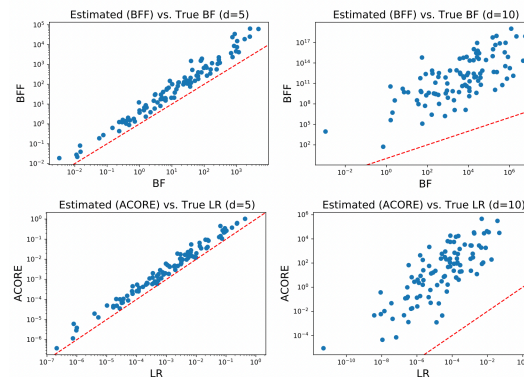 Estimated (BFF) vs. True BF (d=5)
BFF
10^5
10^4
10^3
10^2
10^1
10^0
10^-1
10^-2
10^-2 10^-1 10^0 10^1 10^2 10^3
BF
Estimated (BFF) vs. True BF (d=10)
BFF
10^17
10^14
10^11
10^8
10^5
10^2
10^-2 10^0 10^2 10^4 10^6
BF
Estimated (ACORE) vs. True LR (d=5)
ACORE
10^0
10^-1
10^-2
10^-3
10^-4
10^-5
10^-6
10^-7 10^-6 10^-5 10^-4 10^-3 10^-2 10^-1 10^0
LR
Estimated (ACORE) vs. True LR (d=10)
ACORE
10^4
10^2
10^0
10^-2
10^-4
10^-10 10^-8 10^-6 10^-4 10^-2
LR